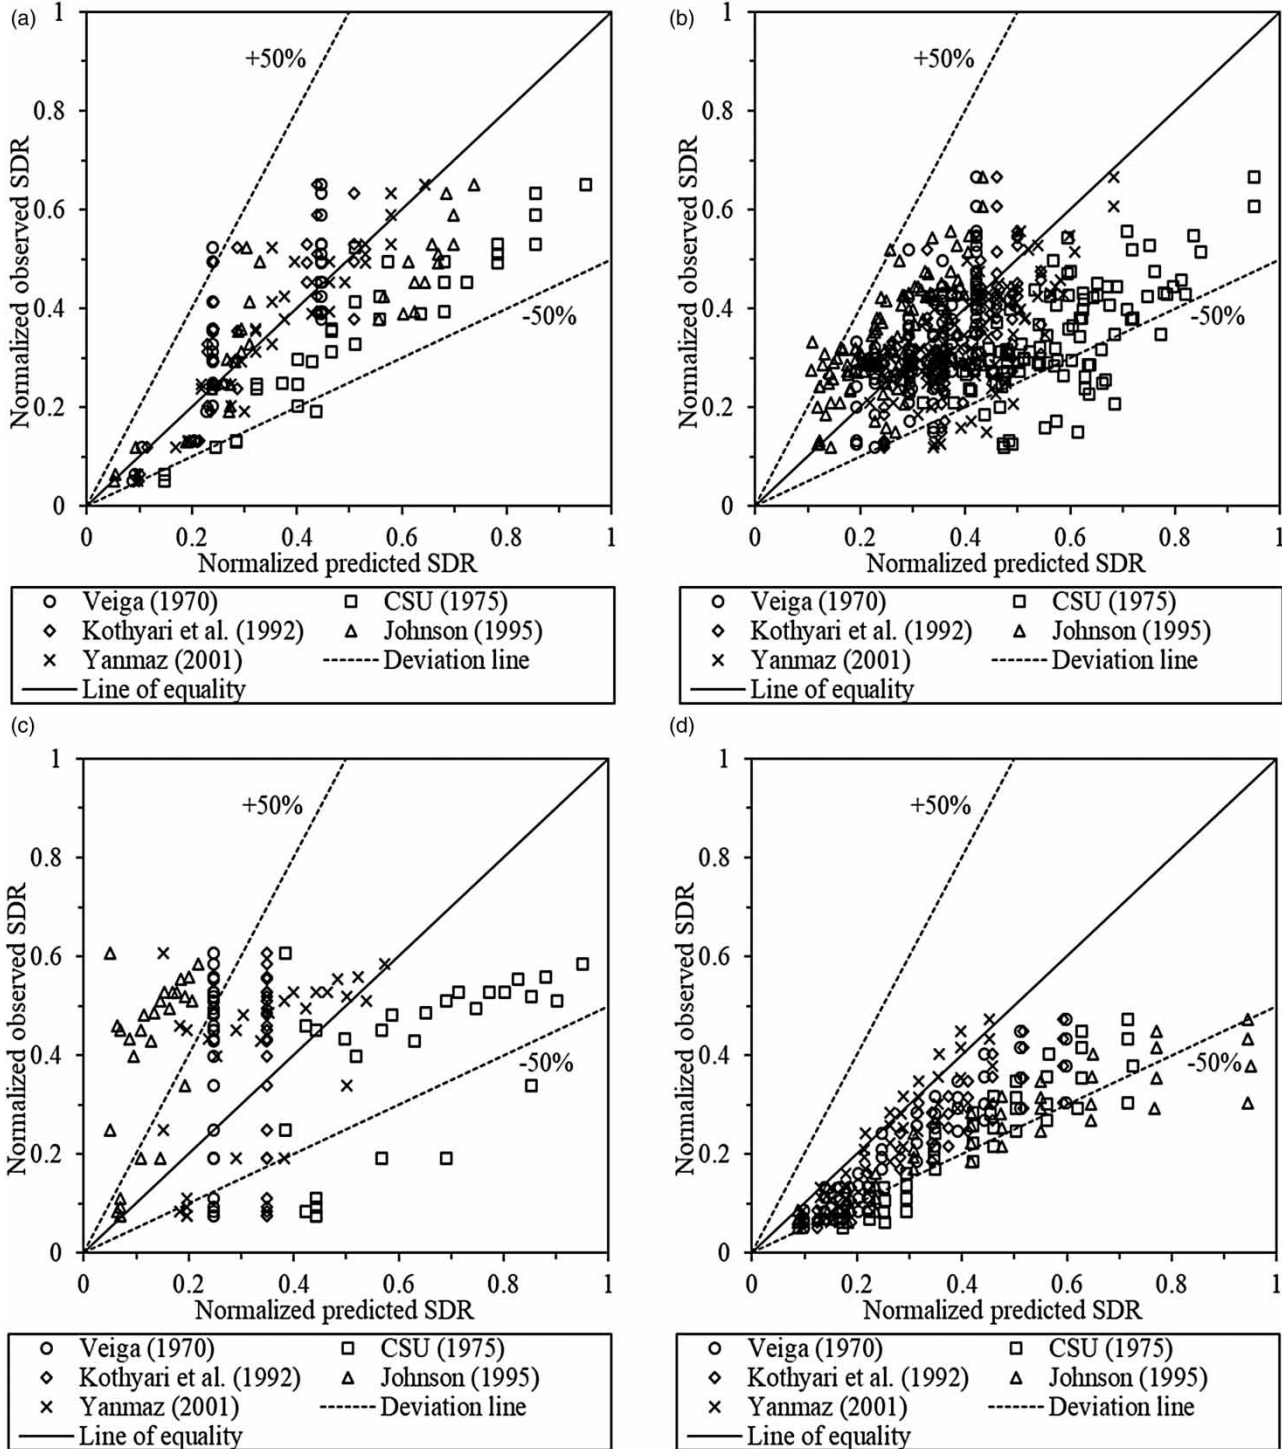 (a)
1
0.8
0.6
0.4
0.2
0
Normalized observed SDR
+50%
-50%
0 0.2 0.4 0.6 0.8 1
Normalized predicted SDR
Veiga (1970) CSU (1975)
Kothyari et al. (1992) Johnson (1995)
Yanmaz (2001) Deviation line
Line of equality
(b)
1
0.8
0.6
0.4
0.2
0
Normalized observed SDR
+50%
-50%
0 0.2 0.4 0.6 0.8 1
Normalized predicted SDR
Veiga (1970) CSU (1975)
Kothyari et al. (1992) Johnson (1995)
Yanmaz (2001) Deviation line
Line of equality
(c)
1
0.8
0.6
0.4
0.2
0
Normalized observed SDR
+50%
-50%
0 0.2 0.4 0.6 0.8 1
Normalized predicted SDR
Veiga (1970) CSU (1975)
Kothyari et al. (1992) Johnson (1995)
Yanmaz (2001) Deviation line
Line of equality
(d)
1
0.8
0.6
0.4
0.2
0
Normalized observed SDR
+50%
-50%
0 0.2 0.4 0.6 0.8 1
Normalized predicted SDR
Veiga (1970) CSU (1975)
Kothyari et al. (1992) Johnson (1995)
Yanmaz (2001) Deviation line
Line of equality